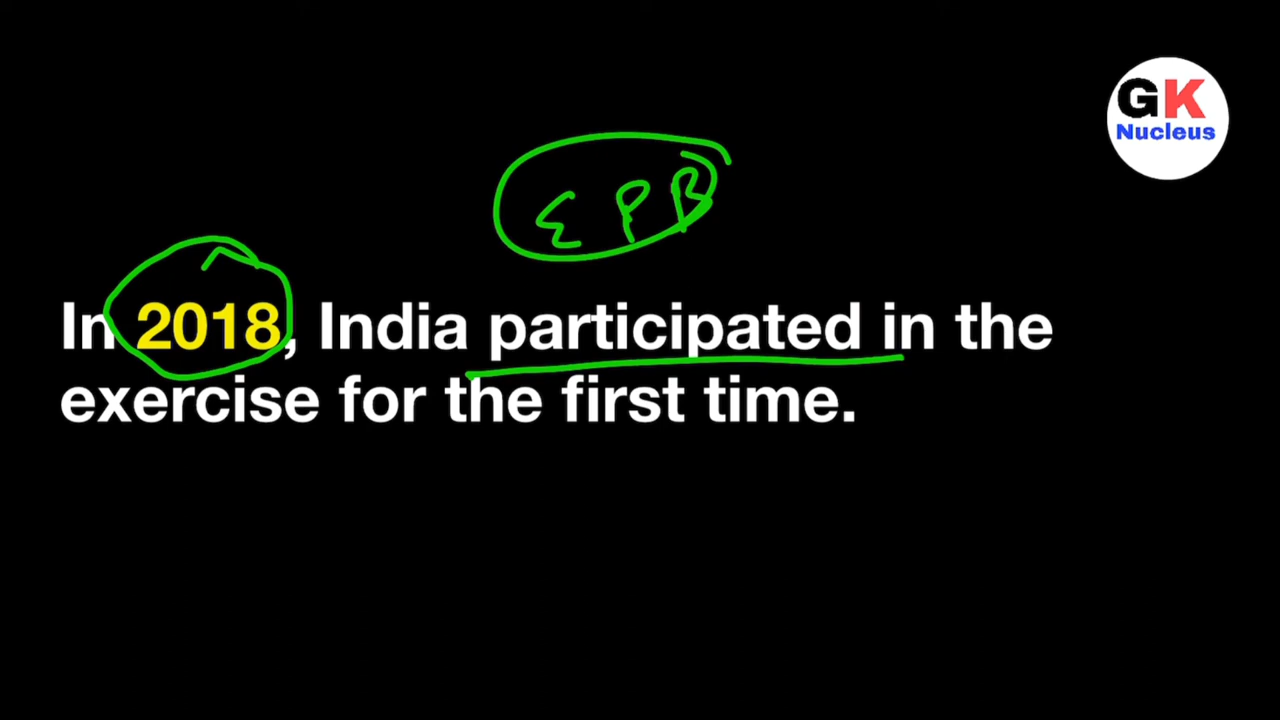 GK
Nucleus
EPB
In 2018, India participated in the
exercise for the first time.